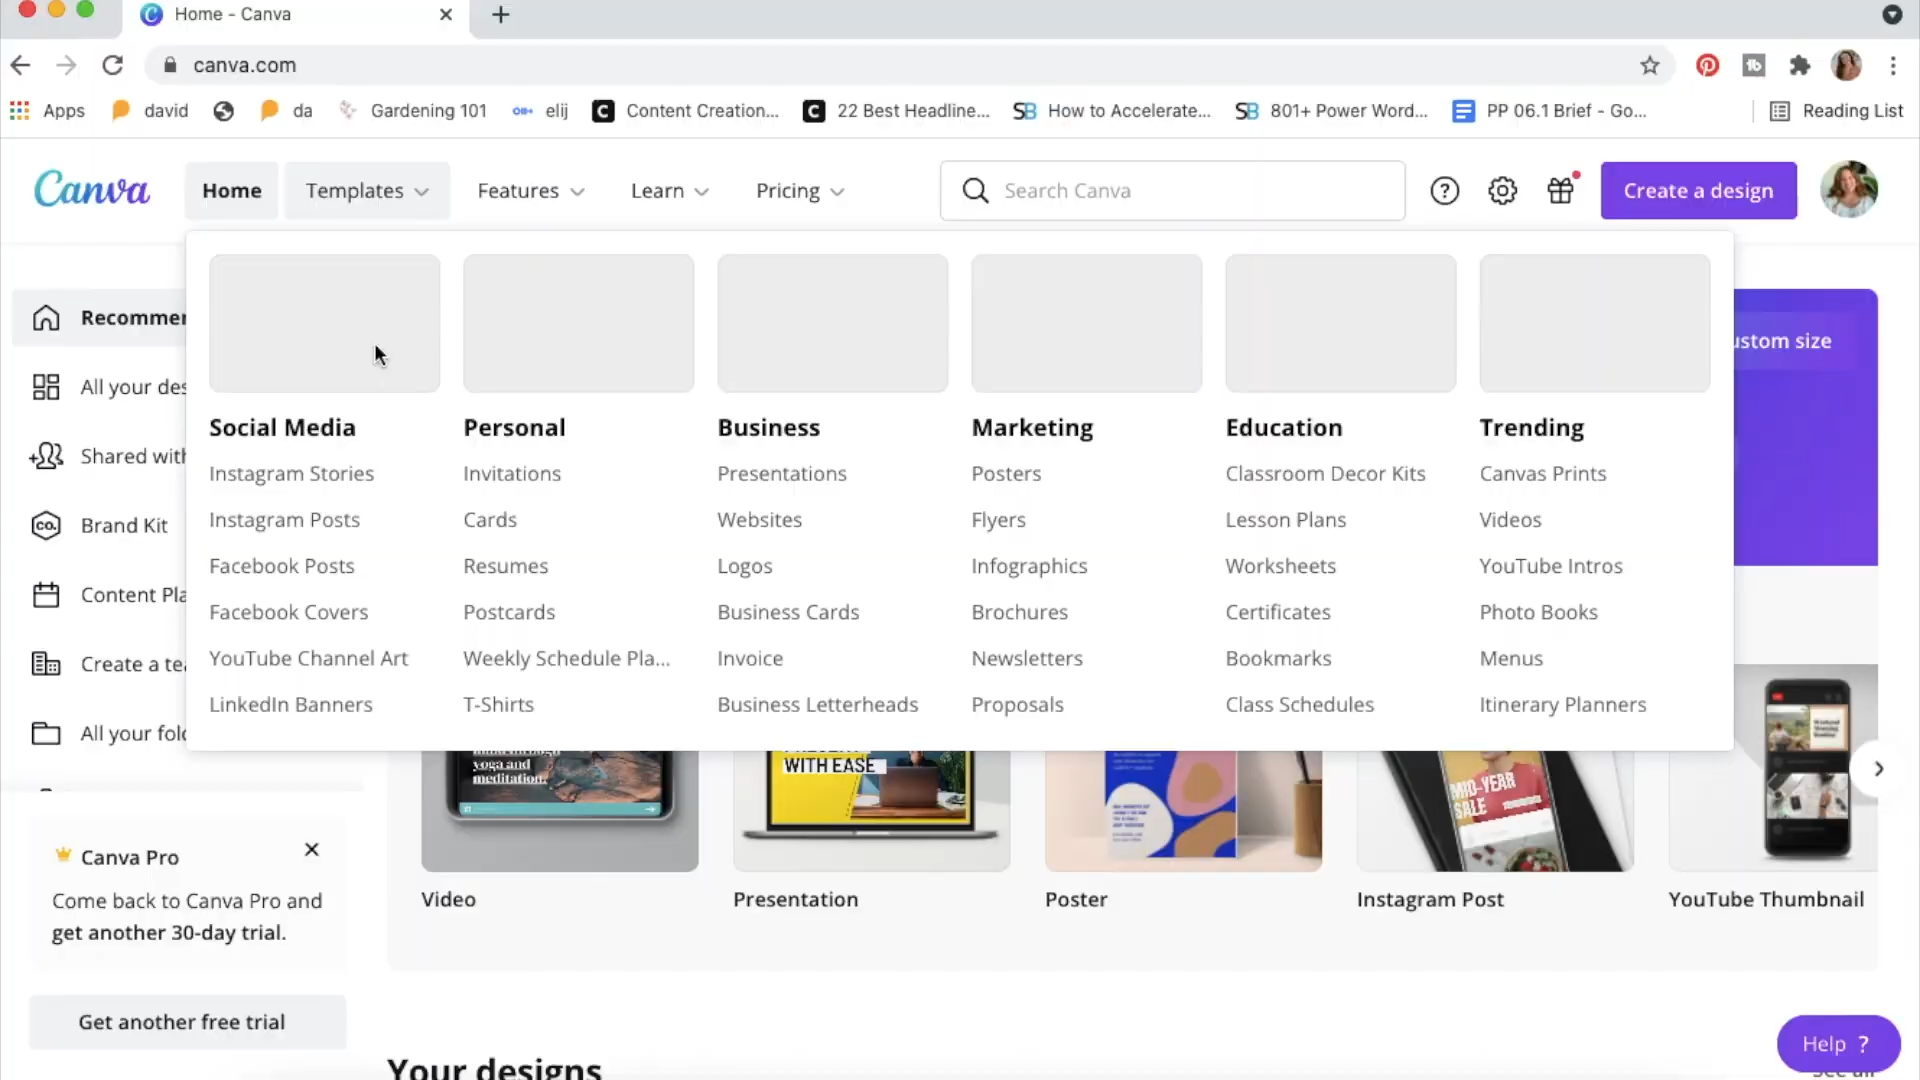 Home - Canva
canva.com
Apps david da Gardening 101 elij Content Creation... 22 Best Headline... How to Accelerate... 801+ Power Word... PP 06.1 Brief - Go... Reading List
Canva Home Templates Features Learn Pricing Search Canva Create a design
Recommen
All your des
Shared with
Brand Kit
Content Pla
Create a tea
All your fold
ustom size
Social Media
Instagram Stories
Instagram Posts
Facebook Posts
Facebook Covers
YouTube Channel Art
LinkedIn Banners
Personal
Invitations
Cards
Resumes
Postcards
Weekly Schedule Pla...
T-Shirts
Business
Presentations
Websites
Logos
Business Cards
Invoice
Business Letterheads
Marketing
Posters
Flyers
Infographics
Brochures
Newsletters
Proposals
Education
Classroom Decor Kits
Lesson Plans
Worksheets
Certificates
Bookmarks
Class Schedules
Trending
Canvas Prints
Videos
YouTube Intros
Photo Books
Menus
Itinerary Planners
yoga and
meditation.
WITH EASE
MID-YEAR
SALE
Video
Presentation
Poster
Instagram Post
YouTube Thumbnail
Canva Pro
Come back to Canva Pro and
get another 30-day trial.
Get another free trial
Your designs
Help ?
See all